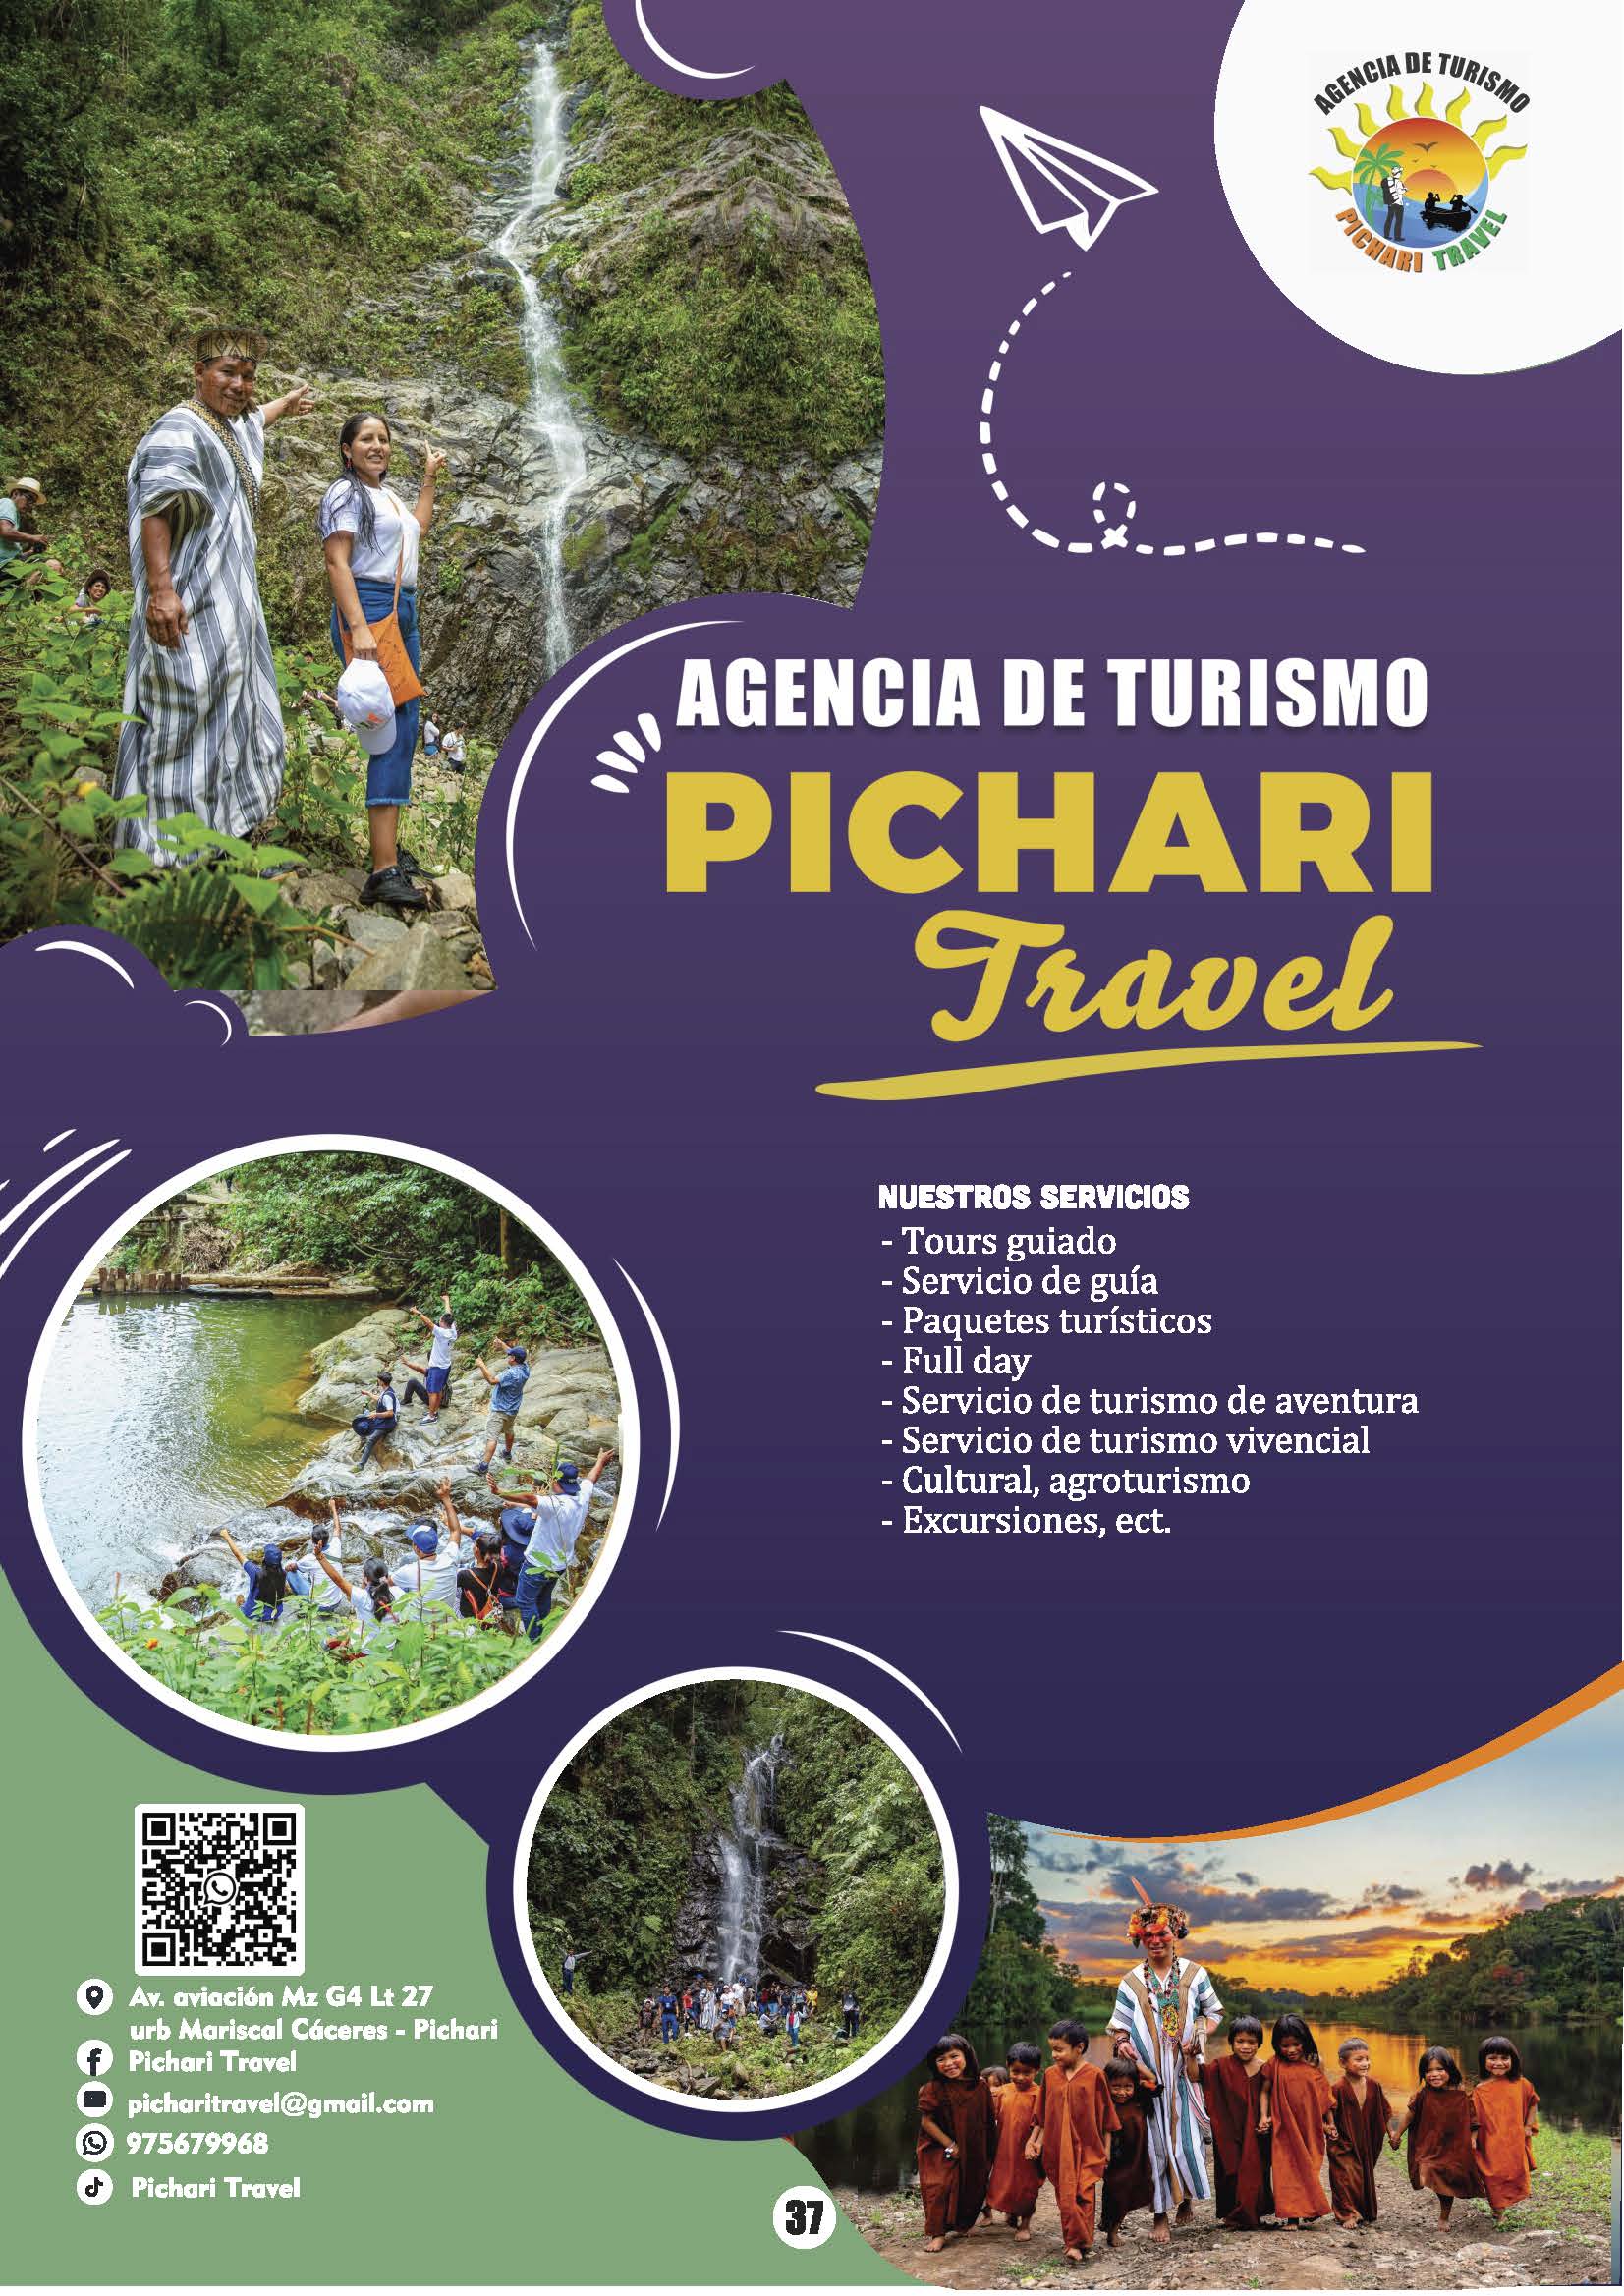 AGENCIA DE TURISMO
PICHARI TRAVEL
AGENCIA DE TURISMO
PICHARI
Travel
NUESTROS SERVICIOS
- Tours guiado
- Servicio de guía
- Paquetes turísticos
- Full day
- Servicio de turismo de aventura
- Servicio de turismo vivencial
- Cultural, agroturismo
- Excursiones, ect.
Av. aviación Mz G4 Lt 27
urb Mariscal Cáceres - Pichari
Pichari Travel
picharitravel@gmail.com
975679968
Pichari Travel
37